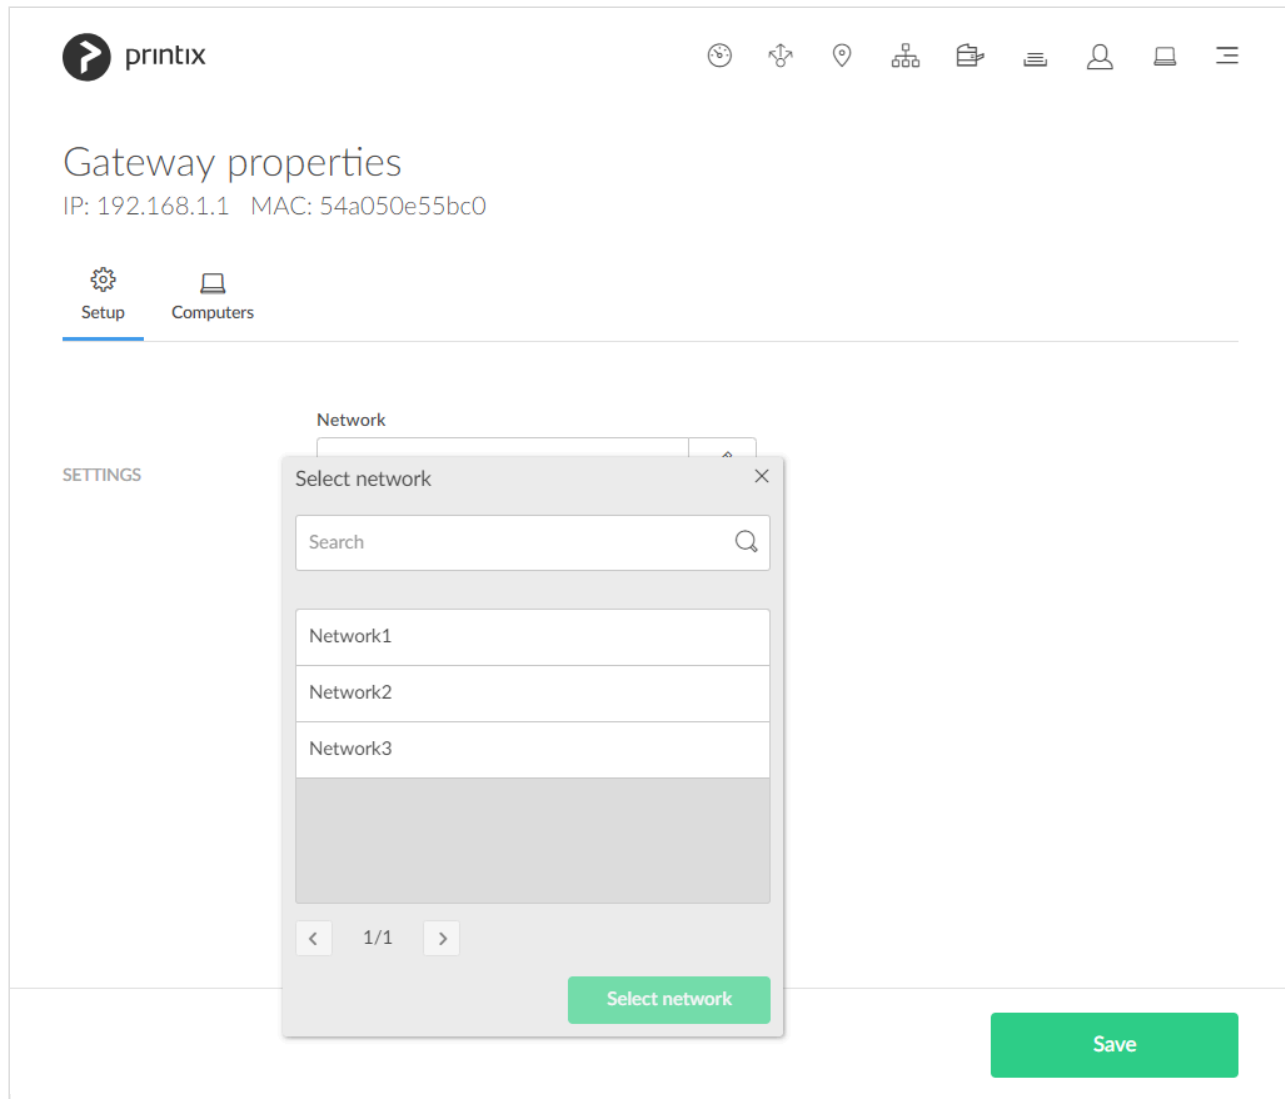 printix
Gateway properties
IP: 192.168.1.1 MAC: 54a050e55bc0
Setup Computers
Network
SETTINGS
Select network
Search
Network1
Network2
Network3
1/1
Select network
Save